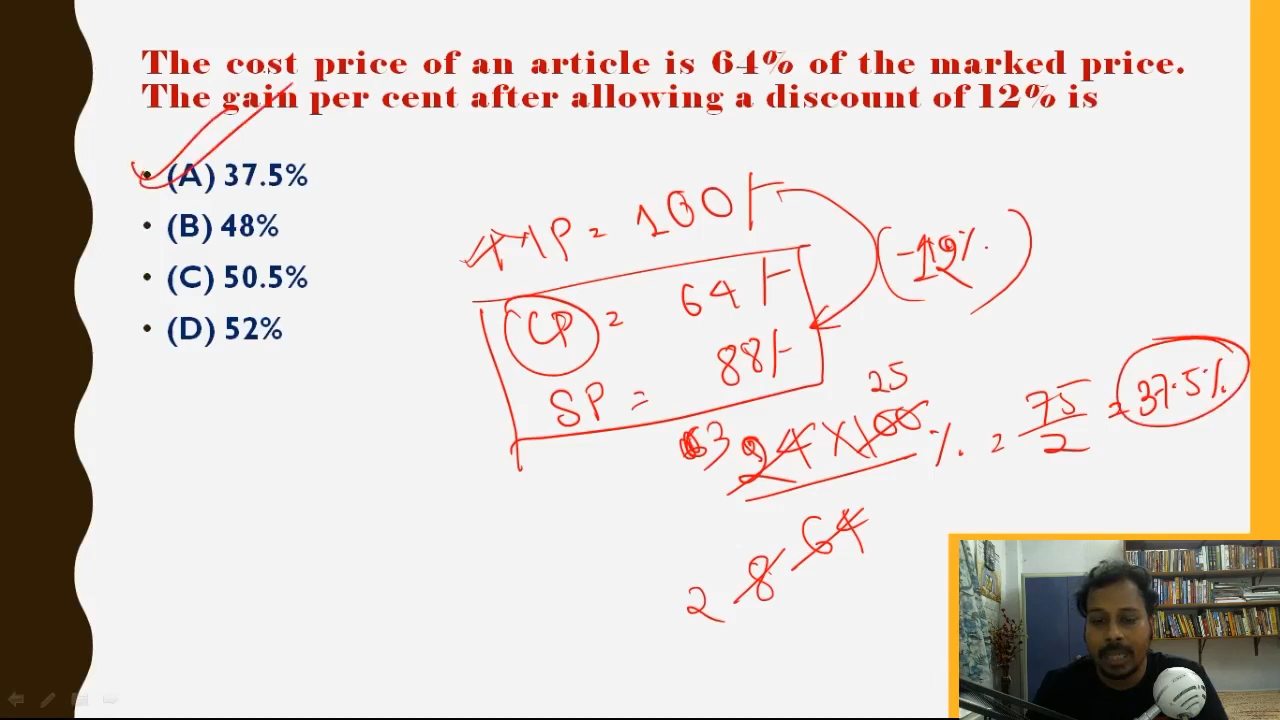 The cost price of an article is 64% of the marked price.
The gain per cent after allowing a discount of 12% is
• (A) 37.5%
• (B) 48%
• (C) 50.5%
• (D) 52%
MP = 100/-
CP = 64/-
SP = 88/-
(-12%.)
25
3 24 × 100 %. = 75/2 = 37.5%
64
2 8